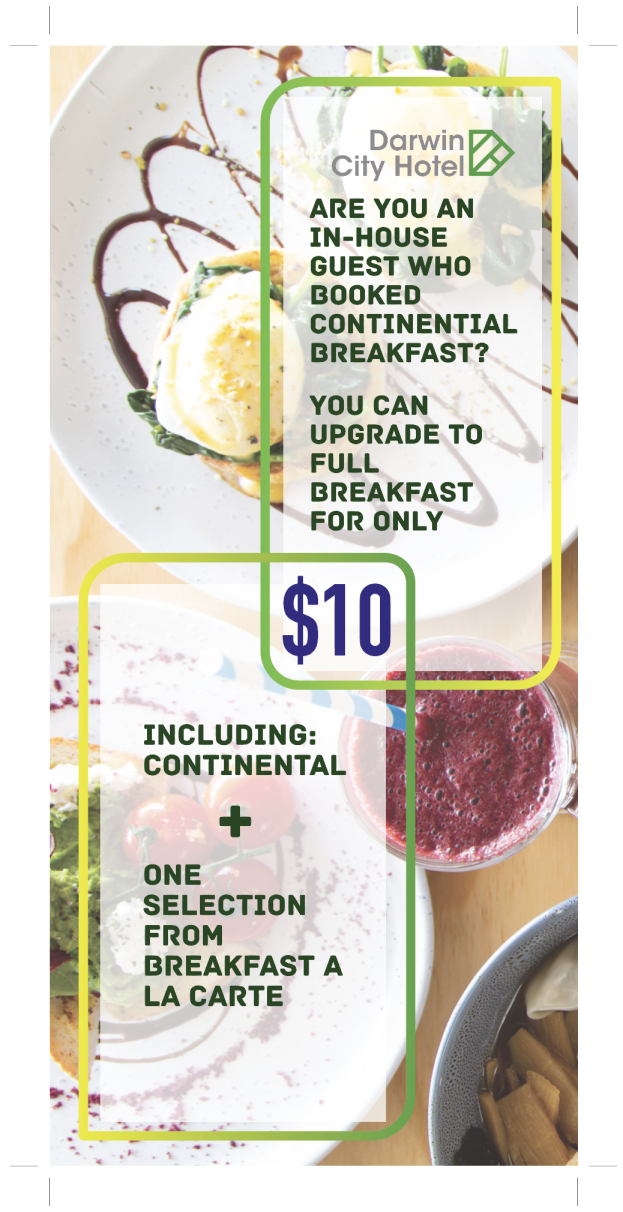 Darwin
City Hotel
ARE YOU AN
IN-HOUSE
GUEST WHO
BOOKED
CONTINENTIAL
BREAKFAST?
YOU CAN
UPGRADE TO
FULL
BREAKFAST
FOR ONLY
$10
INCLUDING:
CONTINENTAL
+
ONE
SELECTION
FROM
BREAKFAST A
LA CARTE